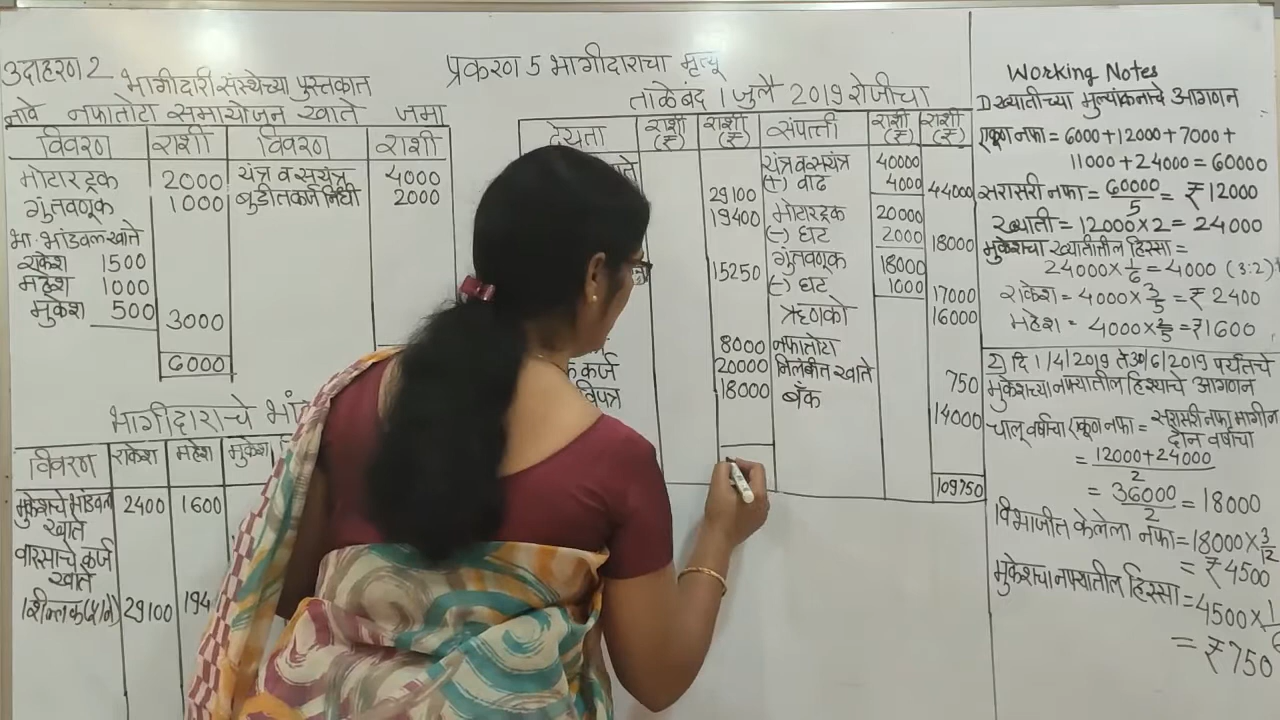 उदाहरण 2
प्रकरण 5 भागीदाराचा मृत्यू
भागीदारी संस्थेच्या पुस्तकात
नावे नफातोटा समायोजन खाते जमा
विवरण राशी विवरण राशी
मोटार ट्रक 2000 यंत्र व संयंत्र 4000
गुंतवणूक 1000 बुडीत कर्ज निधी 2000
भा. भांडवल खाते
राकेश 1500
महेश 1000
मुकेश 500 3000
6000
भागीदाराचे
विवरण राकेश महेश मुकेश
मुकेशचे भांडवल खाते 2400 1600
वारसाचे कर्ज खाते
शिल्लक 29100 194
ताळेबंद 1 जुलै 2019 रोजीचा
देयता राशी (₹) राशी (₹) संपत्ती राशी (₹) राशी (₹)
यंत्र व संयंत्र 40000
29100 (+) वाढ 4000 44000
19400 मोटारट्रक 20000
(-) घट 2000 18000
15250 गुंतवणूक 18000
(-) घट 1000 17000
ऋणको 16000
8000 नफातोटा
कर्ज 20000 निलंबीत खाते 750
18000 बँक 14000
109750
Working Notes
1) ख्यातीच्या मुल्यांकनाचे आगणन
एकूण नफा = 6000 + 12000 + 7000 +
11000 + 24000 = 60000
सरासरी नफा = 60000/5 = ₹ 12000
ख्याती = 12000 × 2 = 24000
मुकेशचा ख्यातीतील हिस्सा =
24000 × 1/6 = 4000 (3:2)
राकेश = 4000 × 3/5 = ₹ 2400
महेश = 4000 × 2/5 = ₹1600
2) दि 1/4/2019 ते 30/6/2019 पर्यंतचे
मुकेशच्या नफ्यातील हिश्याचे आगणन
चालू वर्षाचा एकूण नफा = सरासरी नफा मागील
दोन वर्षाचा
= 12000+24000/2
= 36000/2 = 18000
विभाजीत केलेला नफा = 18000 × 3/12
= ₹ 4500
मुकेशचा नफ्यातील हिस्सा = 4500 × 1/6
= ₹ 750